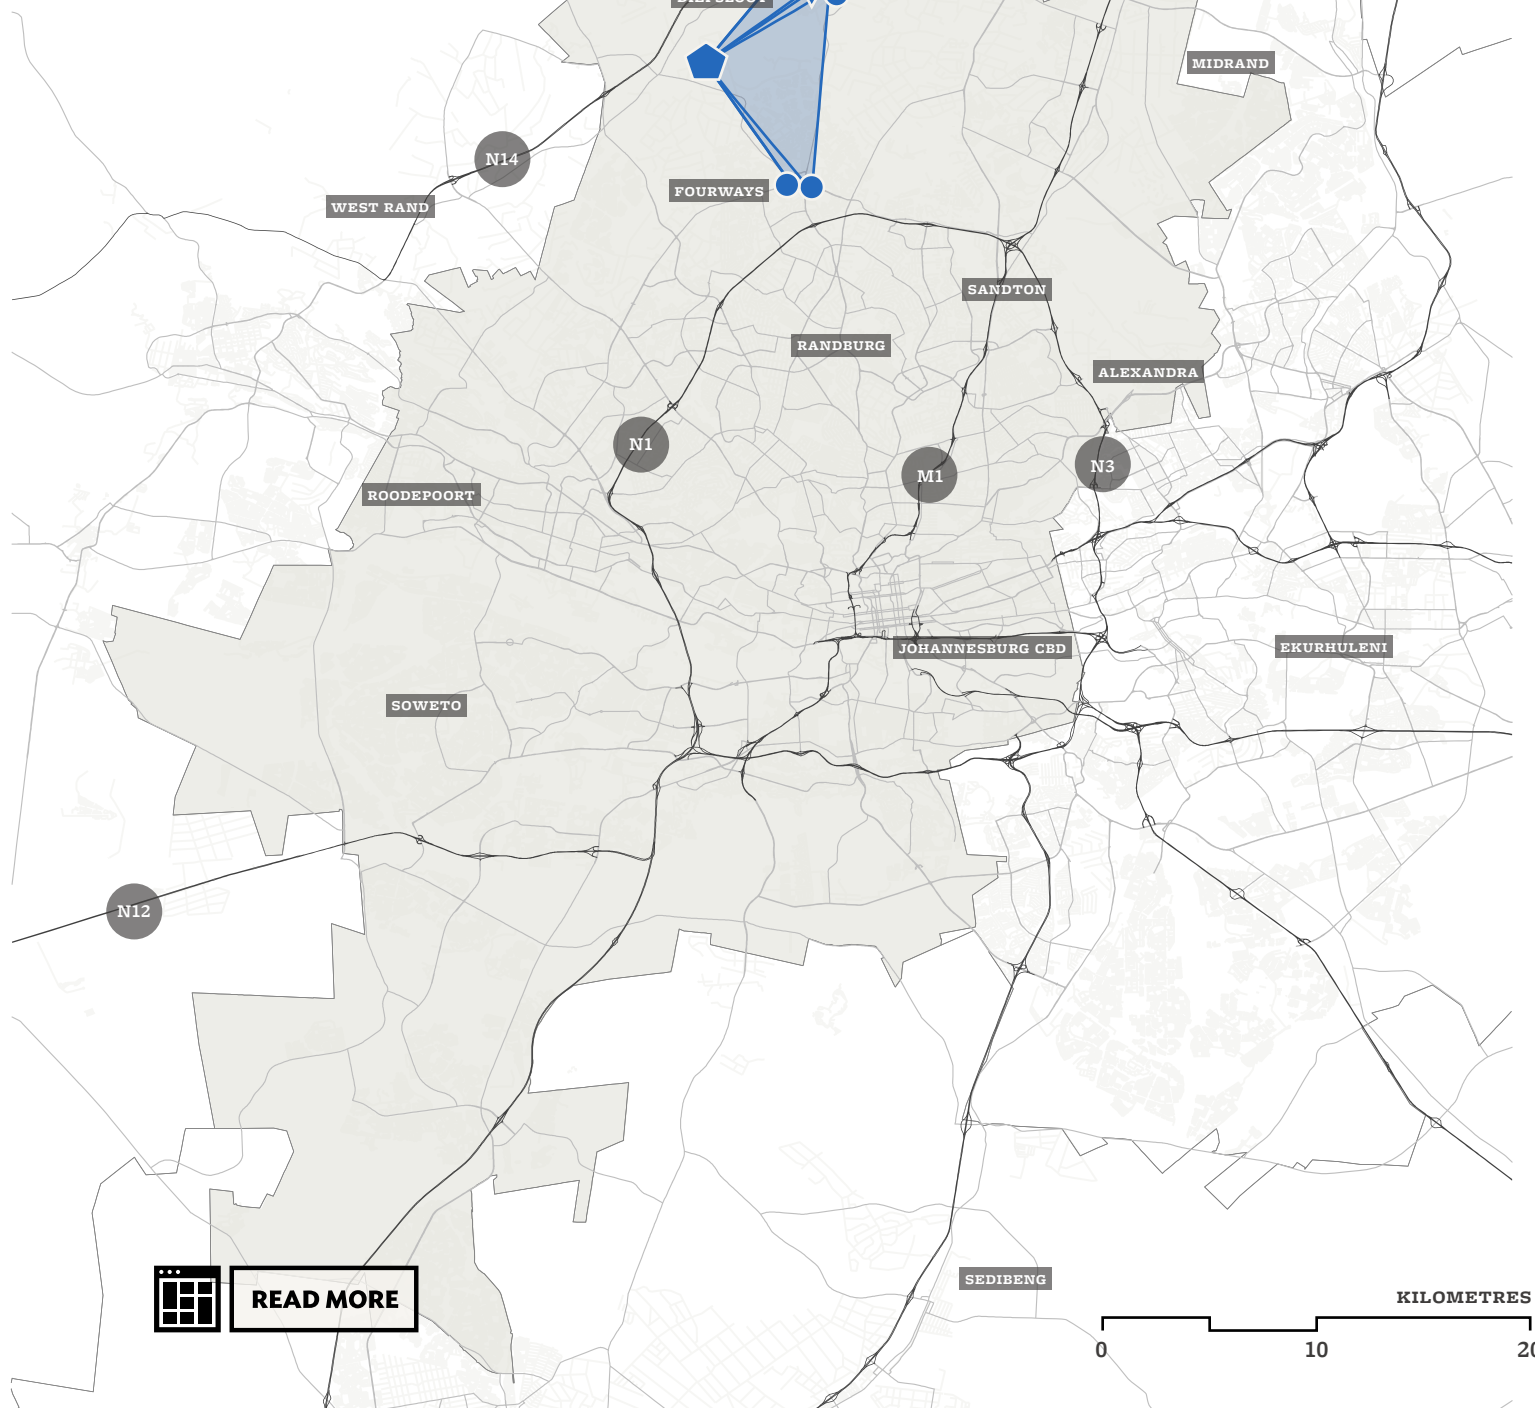 MIDRAND
N14
FOURWAYS
WEST RAND
SANDTON
RANDBURG
ALEXANDRA
N1
N3
M1
ROODEPOORT
JOHANNESBURG CBD
EKURHULENI
SOWETO
N12
SEDIBENG
READ MORE
KILOMETRES
0
10